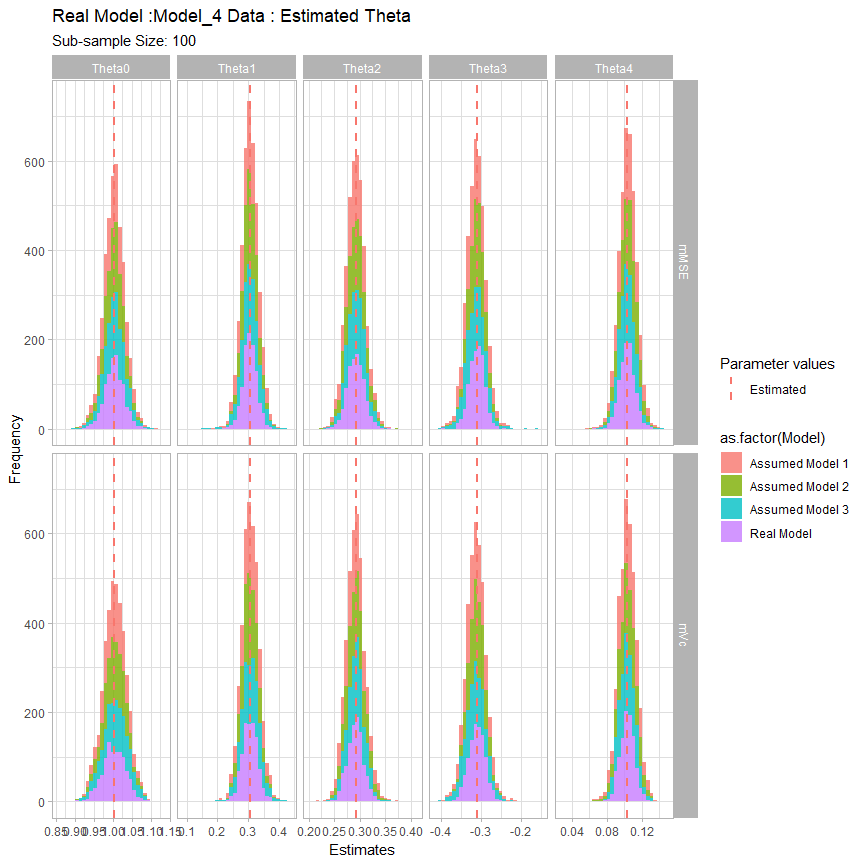 Real Model :Model_4 Data : Estimated Theta
Sub-sample Size: 100
Theta0 Theta1 Theta2 Theta3 Theta4
600
400
200
0
mMSE
600
400
200
0
mVc
Frequency
0.85 0.90 0.95 1.00 1.05 1.10 1.15 0.1 0.2 0.3 0.4 0.20 0.25 0.30 0.35 0.40 -0.4 -0.3 -0.2 0.04 0.08 0.12
Estimates
Parameter values
Estimated
as.factor(Model)
Assumed Model 1
Assumed Model 2
Assumed Model 3
Real Model